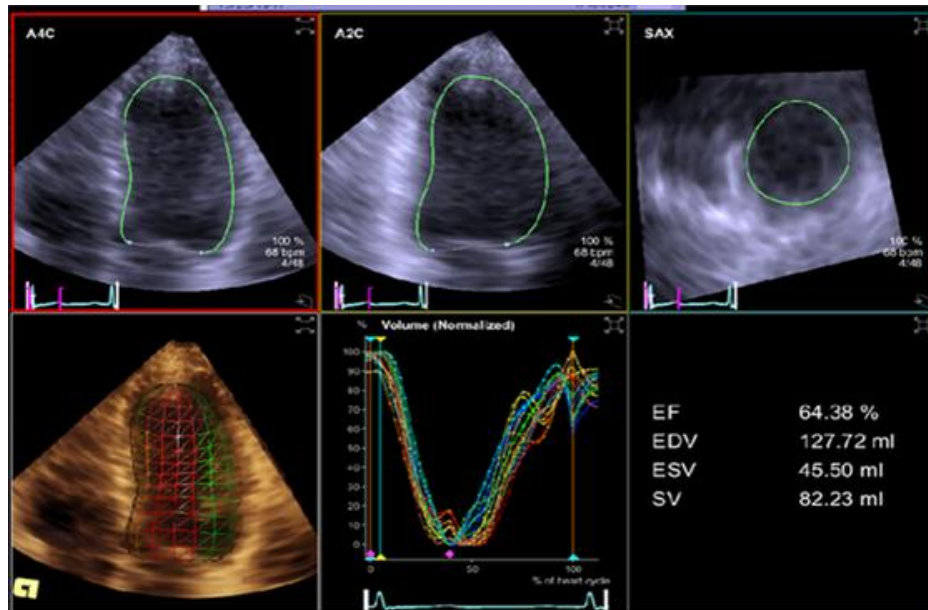 A4C
A2C
SAX
100 %
68 bpm
4/48
100 %
68 bpm
4/48
100 %
68 bpm
4/48
%
Volume (Normalized)
100
90
80
70
60
50
40
30
20
10
0
0
50
100
% of heart cycle
EF 64.38 %
EDV 127.72 ml
ESV 45.50 ml
SV 82.23 ml
a